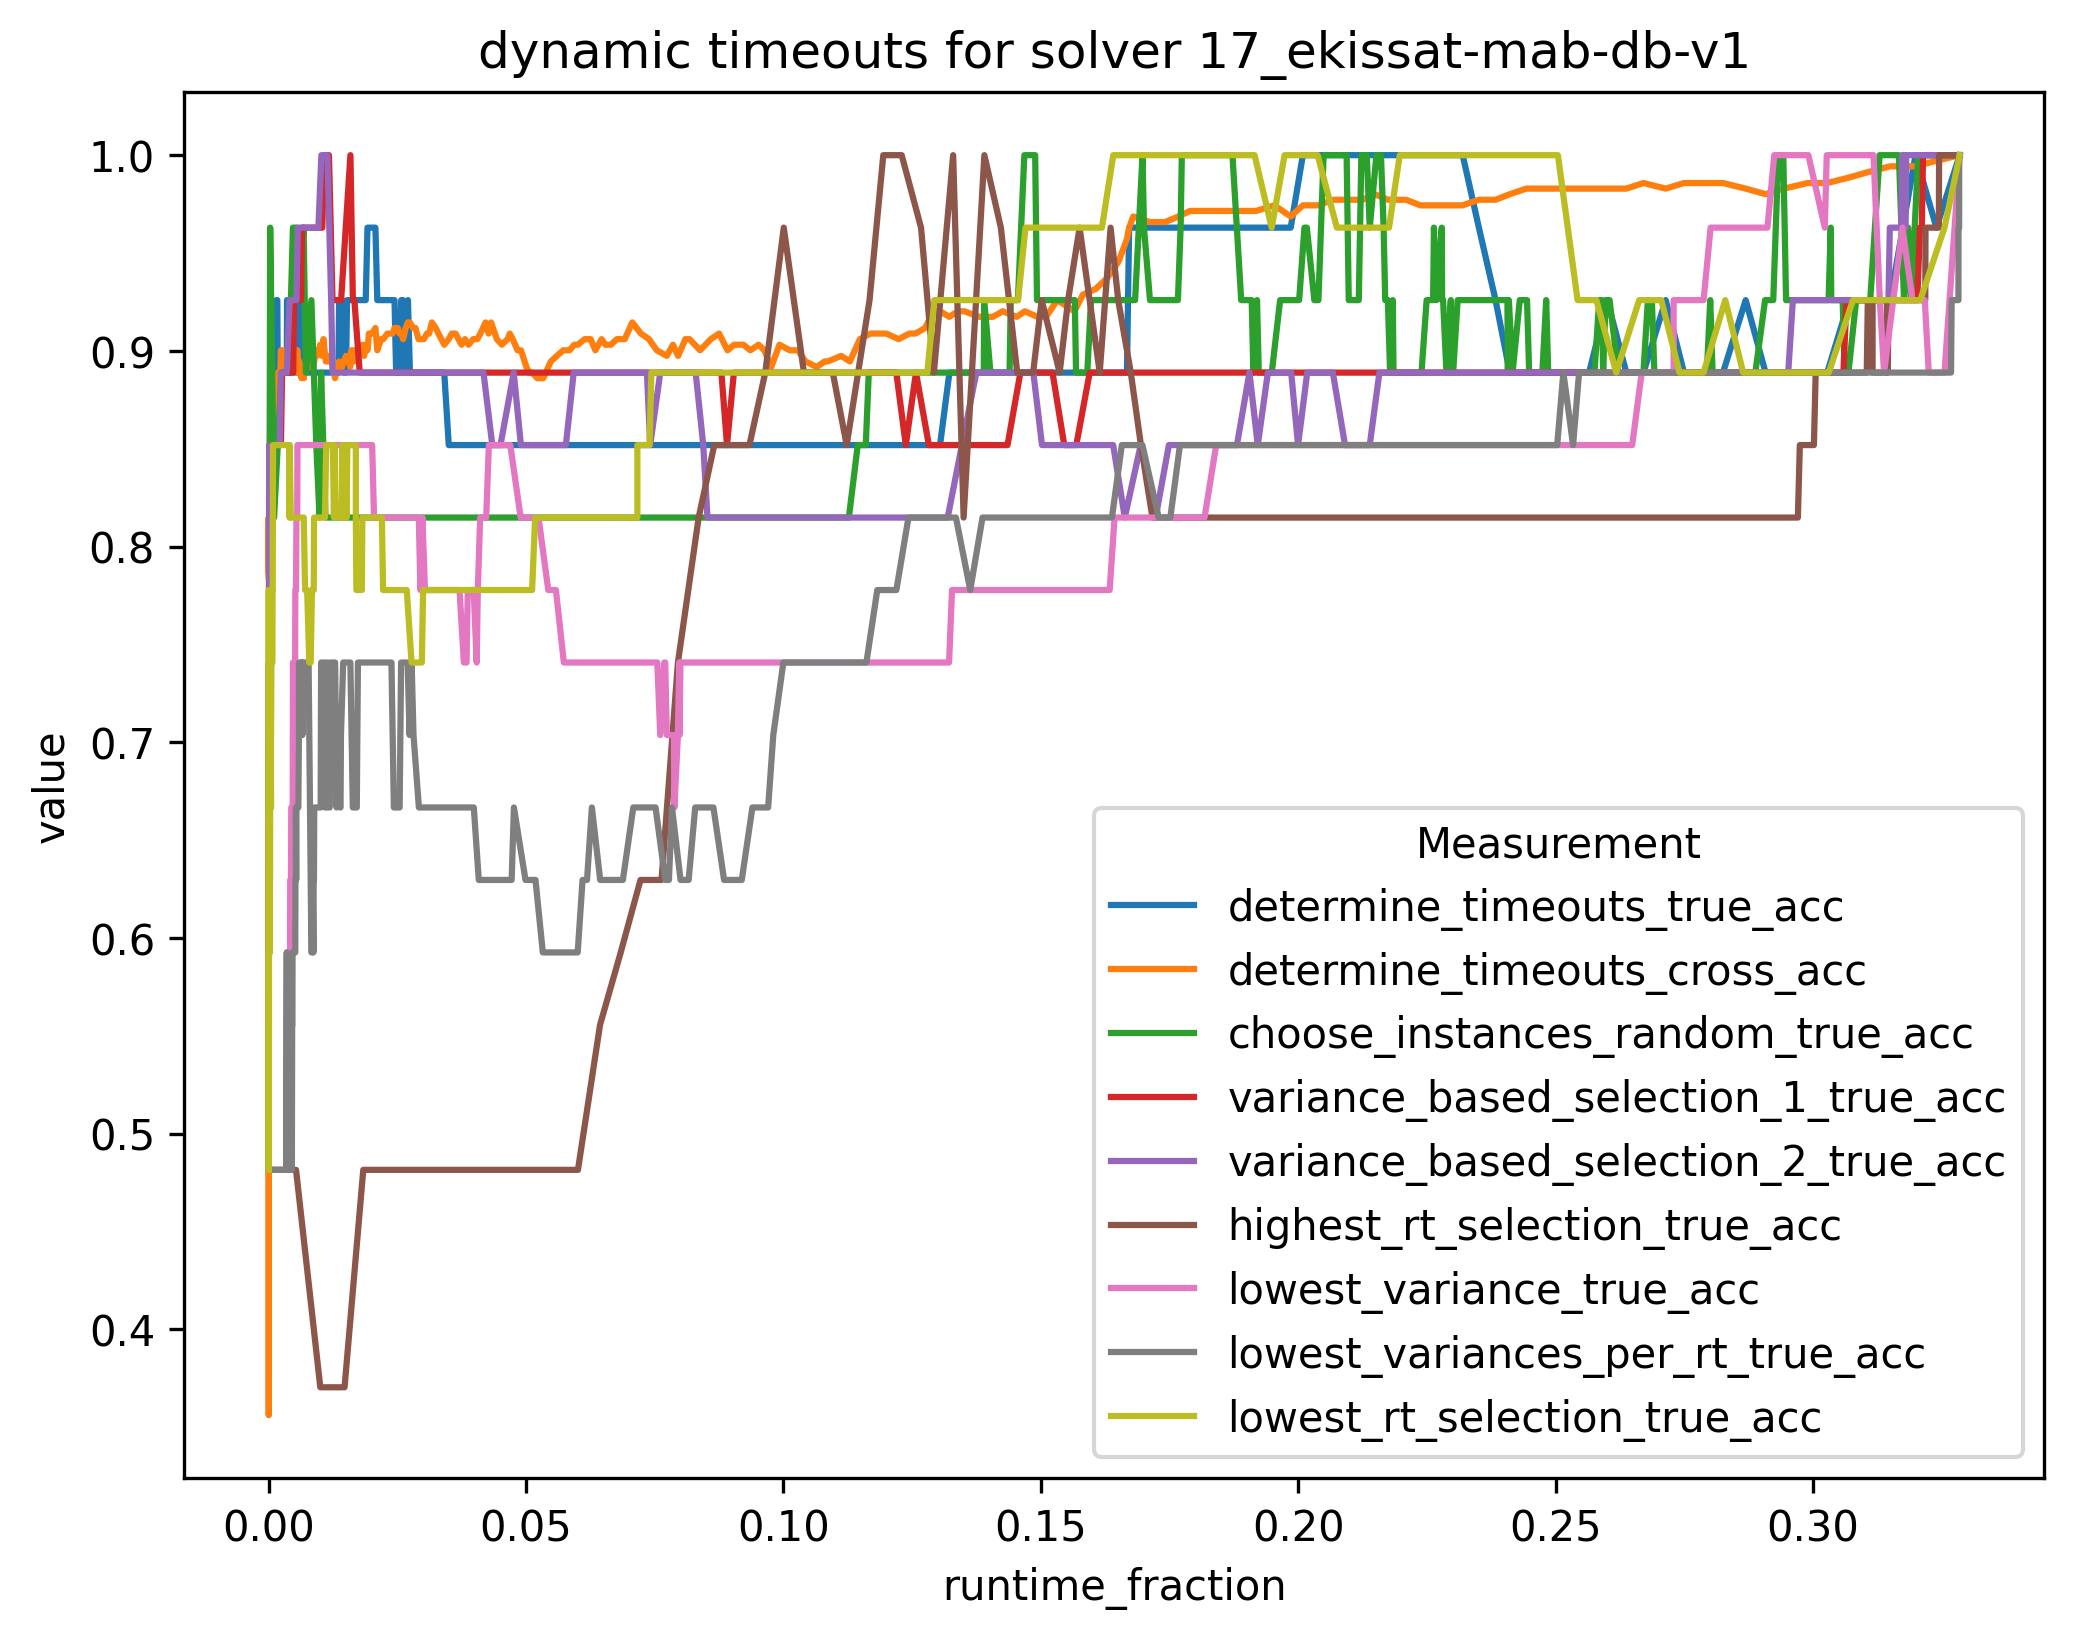 dynamic timeouts for solver 17_ekissat-mab-db-v1
1.0
0.9
0.8
0.7
0.6
0.5
0.4
value
0.00 0.05 0.10 0.15 0.20 0.25 0.30
runtime_fraction
Measurement
determine_timeouts_true_acc
determine_timeouts_cross_acc
choose_instances_random_true_acc
variance_based_selection_1_true_acc
variance_based_selection_2_true_acc
highest_rt_selection_true_acc
lowest_variance_true_acc
lowest_variances_per_rt_true_acc
lowest_rt_selection_true_acc